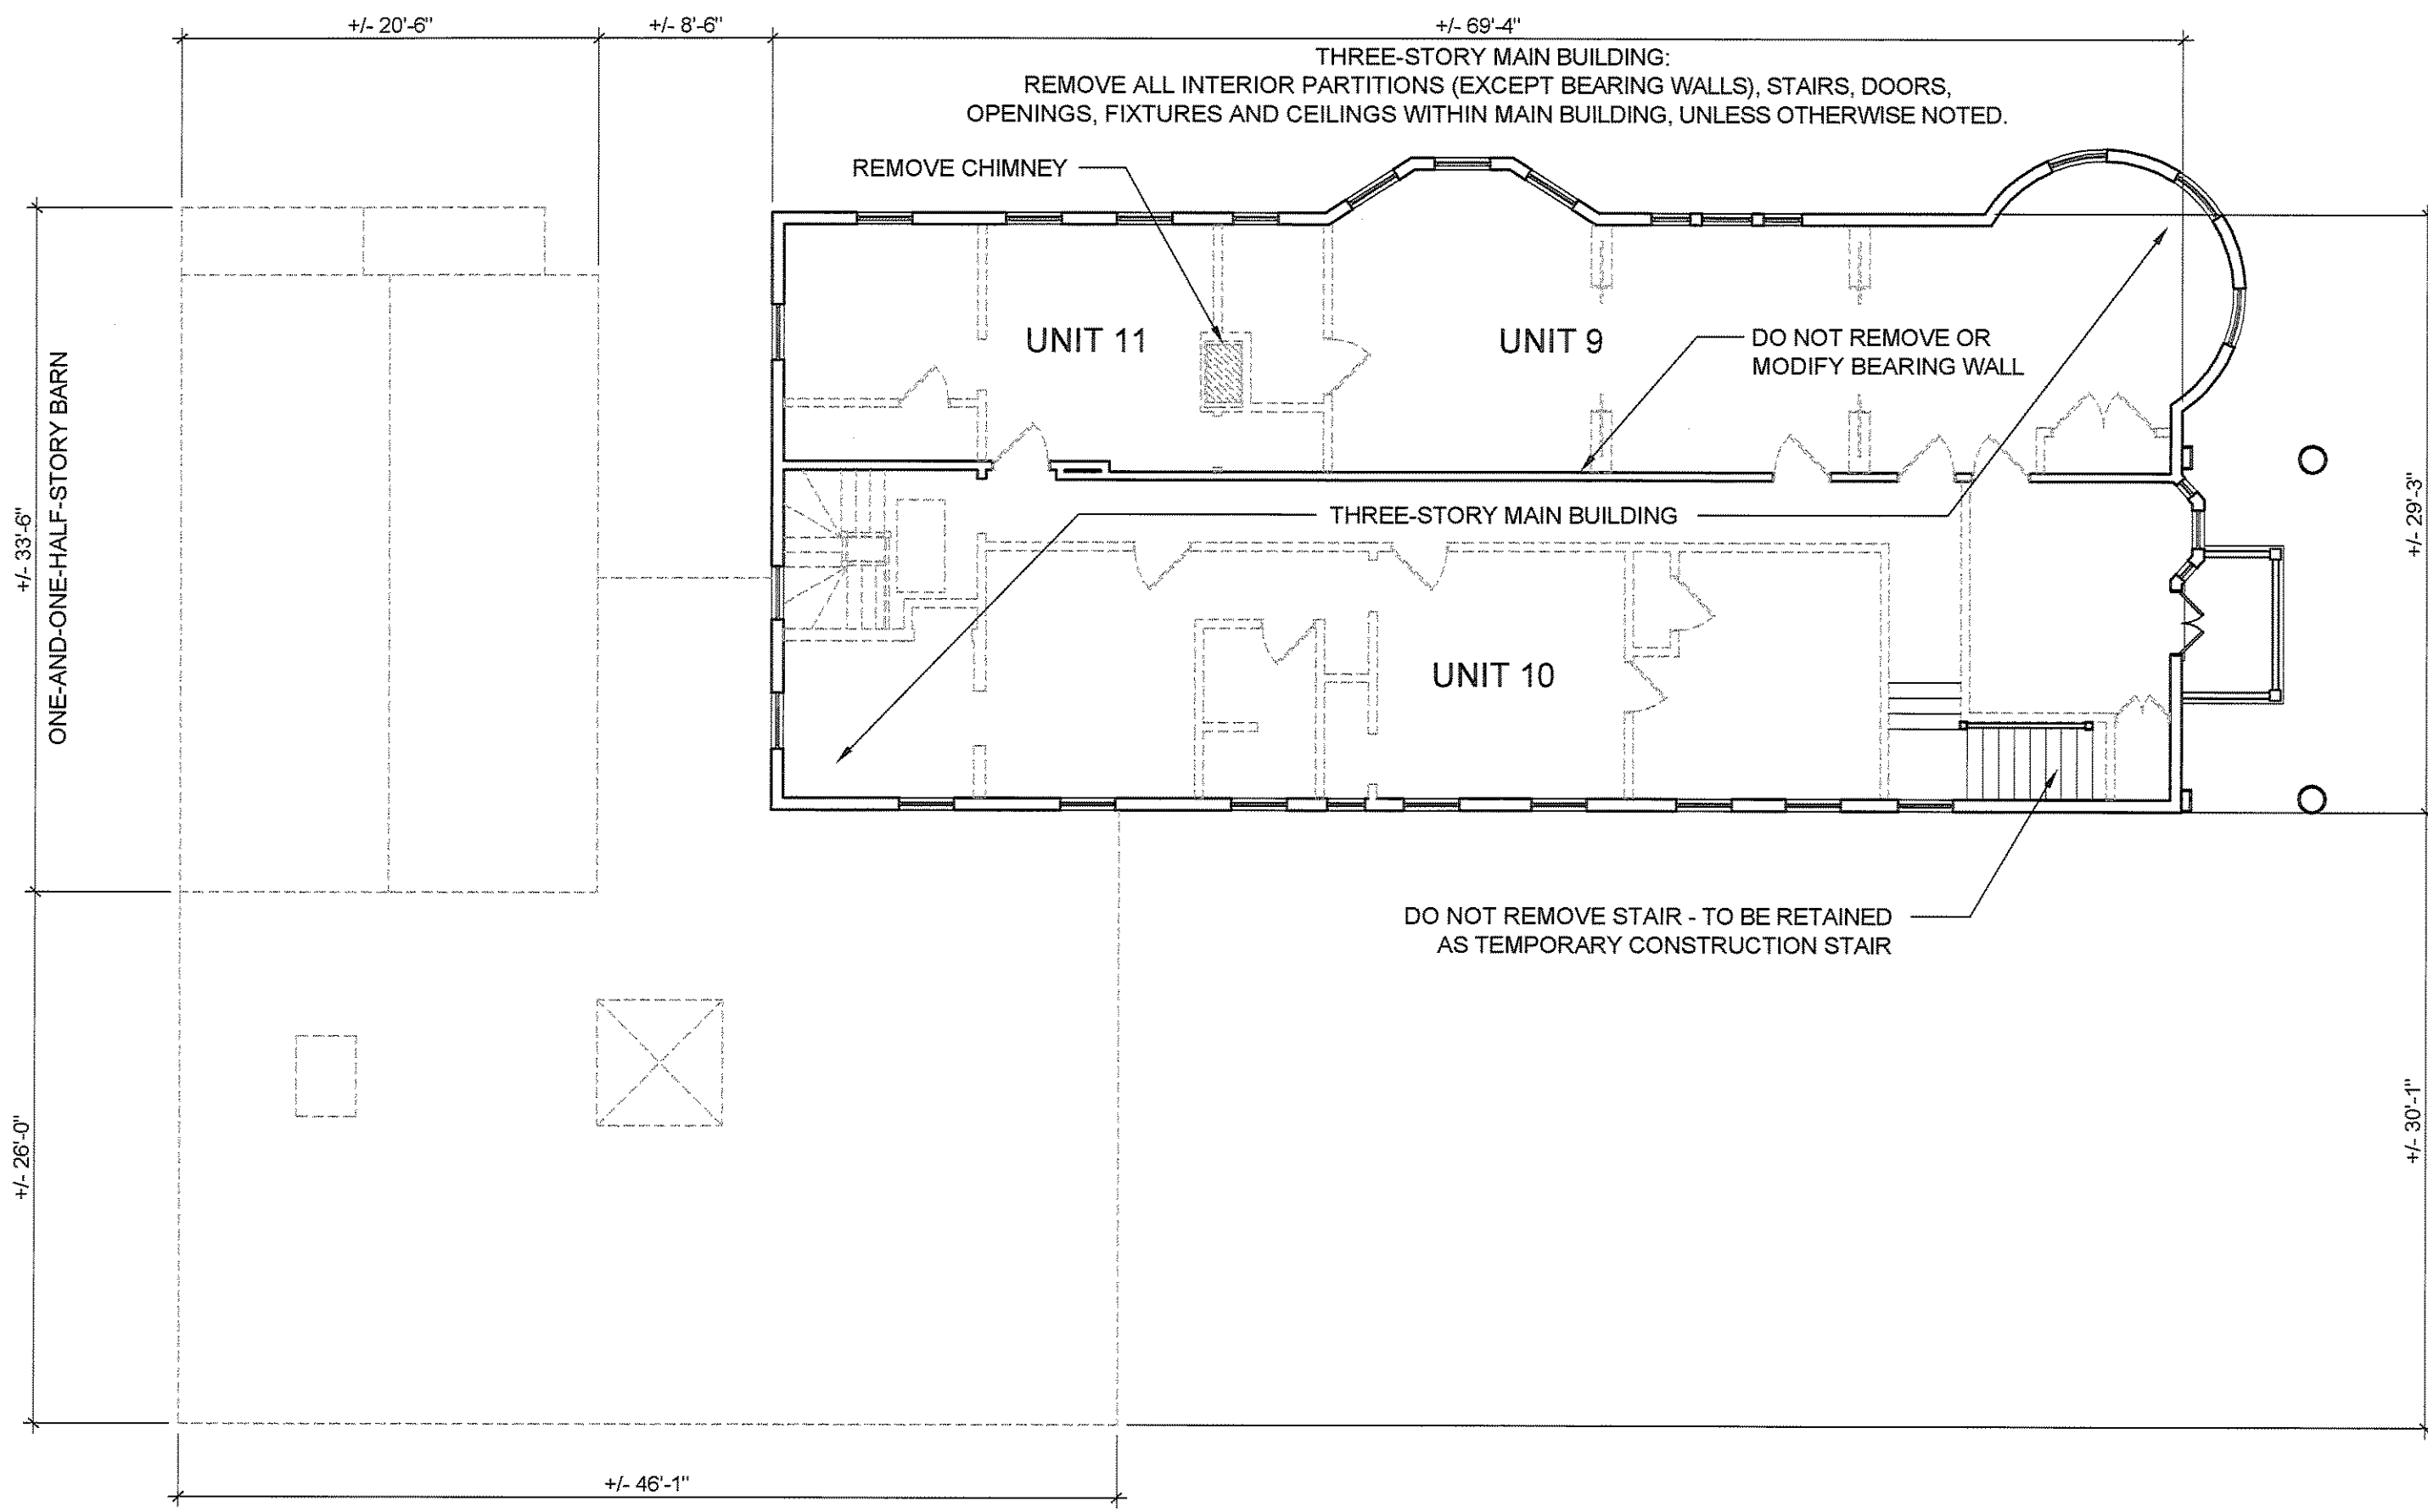 +/- 20'-6"
+/- 8'-6"
+/- 69'-4"
THREE-STORY MAIN BUILDING:
REMOVE ALL INTERIOR PARTITIONS (EXCEPT BEARING WALLS), STAIRS, DOORS,
OPENINGS, FIXTURES AND CEILINGS WITHIN MAIN BUILDING, UNLESS OTHERWISE NOTED.
REMOVE CHIMNEY
UNIT 11
UNIT 9
DO NOT REMOVE OR
MODIFY BEARING WALL
+/- 33'-6"
ONE-AND-ONE-HALF-STORY BARN
THREE-STORY MAIN BUILDING
+/- 29'-3"
UNIT 10
DO NOT REMOVE STAIR - TO BE RETAINED
AS TEMPORARY CONSTRUCTION STAIR
+/- 26'-0"
+/- 30'-1"
+/- 46'-1"